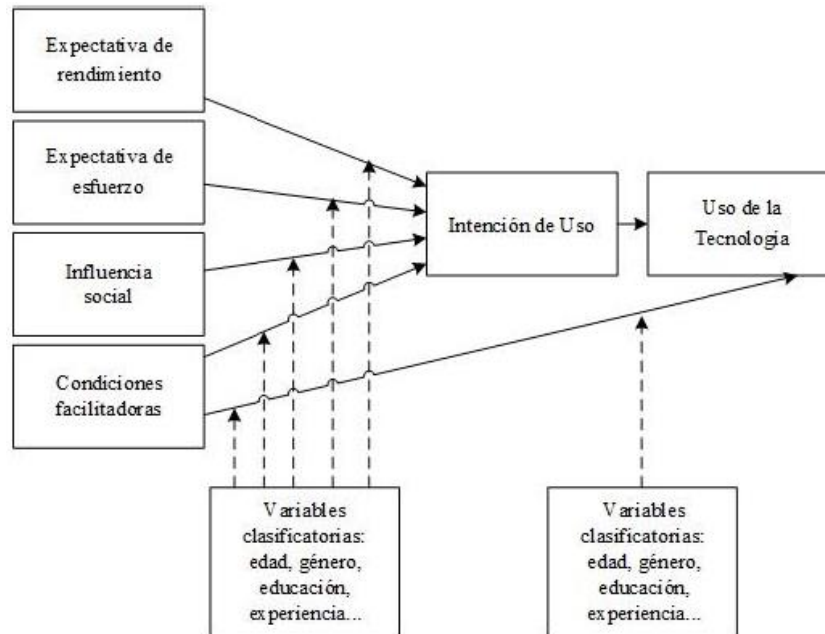 Expectativa de
rendimiento
Expectativa de
esfuerzo
Influencia
social
Condiciones
facilitadoras
Intención de Uso
Uso de la
Tecnología
Variables
clasificatorias:
edad, género,
educación,
experiencia...
Variables
clasificatorias:
edad, género,
educación,
experiencia...